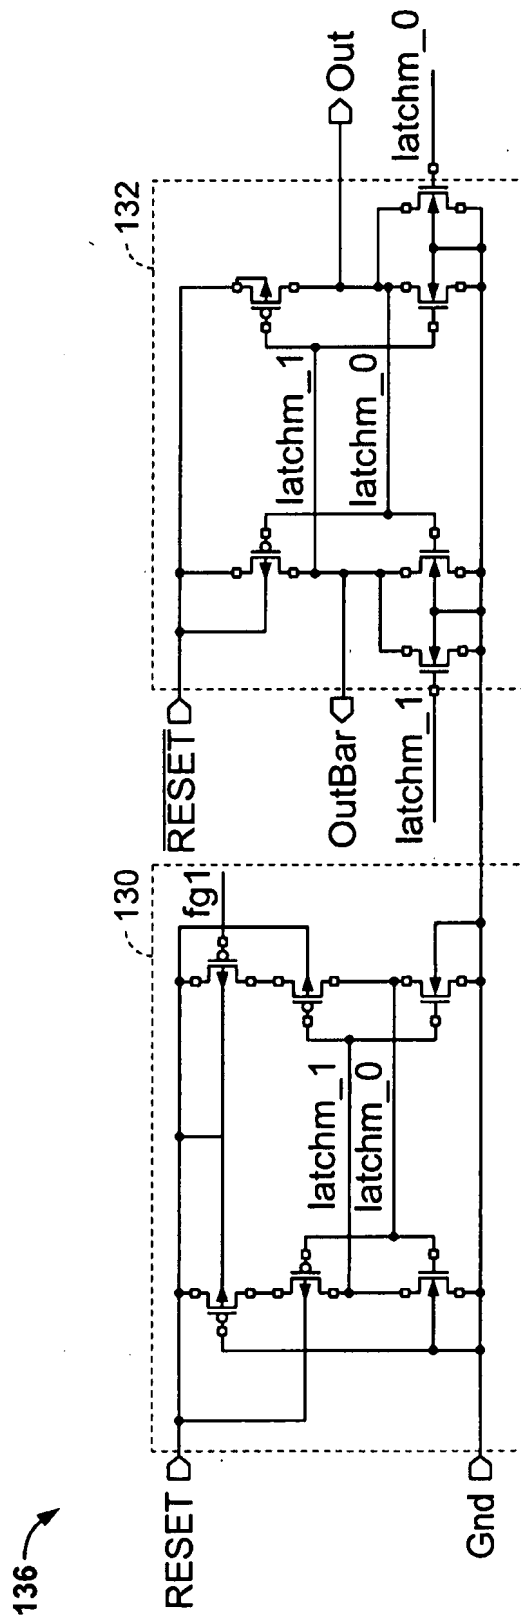 136
RESET
Gnd
130
fg1
latchm_1
latchm_0
RESET
132
OutBar
latchm_1
latchm_1
latchm_0
Out
latchm_0